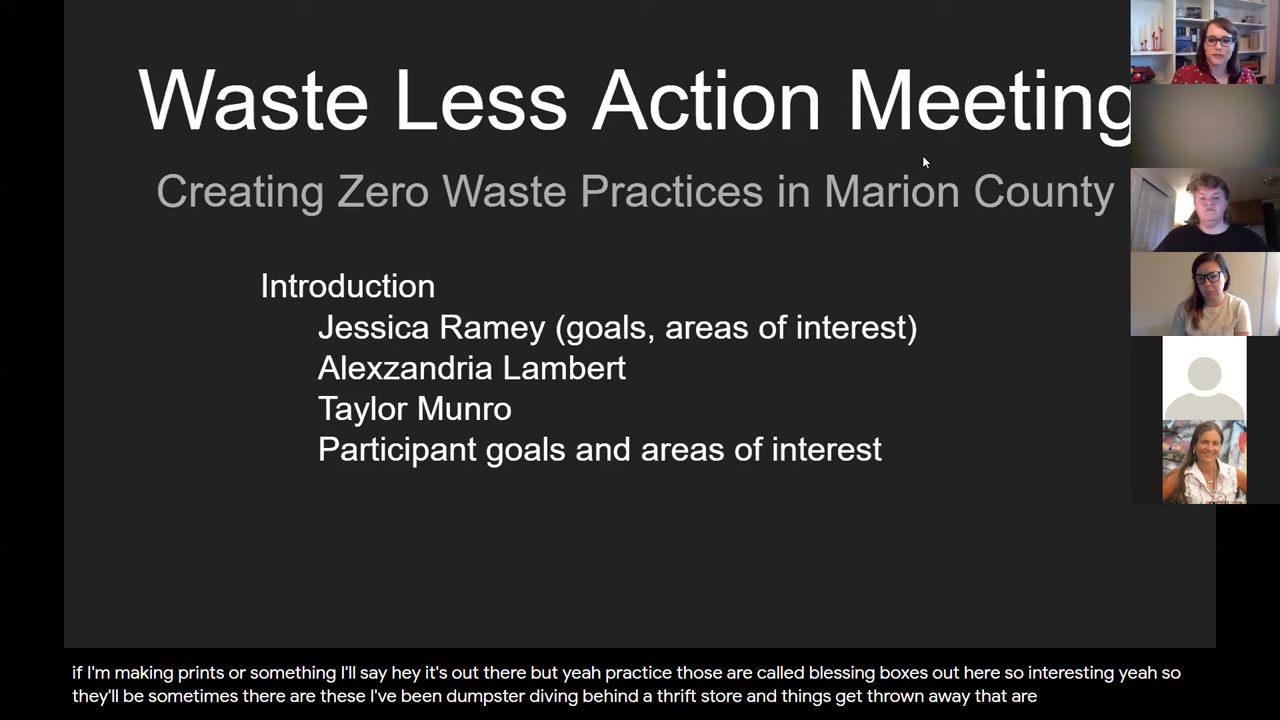 Waste Less Action Meeting
Creating Zero Waste Practices in Marion County
Introduction
Jessica Ramey (goals, areas of interest)
Alexzandria Lambert
Taylor Munro
Participant goals and areas of interest
if I'm making prints or something I'll say hey it's out there but yeah practice those are called blessing boxes out here so interesting yeah so
they'll be sometimes there are these I've been dumpster diving behind a thrift store and things get thrown away that are